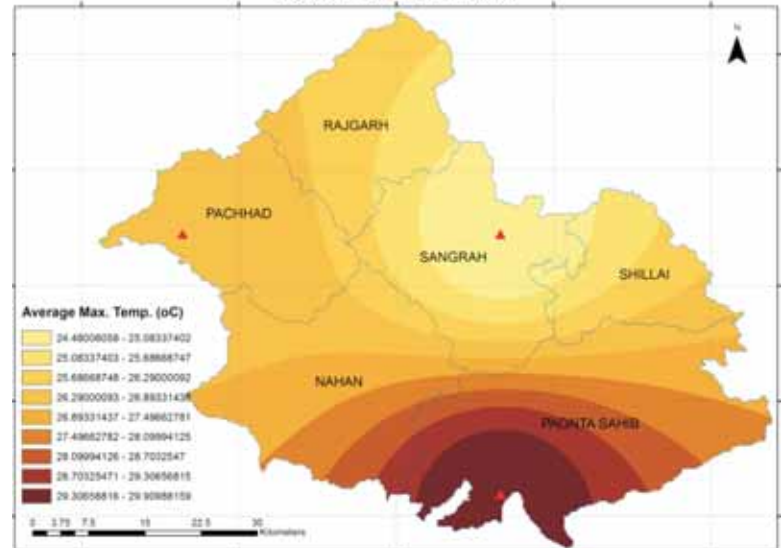 N
RAJGARH
PACHHAD
SANGRAH
SHILLAI
NAHAN
PAONTA SAHIB
Average Max. Temp. (oC)
24.48006058 - 25.08337402
25.08337403 - 25.68668747
25.68668748 - 26.29000092
26.29000093 - 26.89331436
26.89331437 - 27.49662781
27.49662782 - 28.09994125
28.09994126 - 28.7032547
28.70325471 - 29.30656815
29.30656816 - 29.90988159
0 3.75 7.5 15 22.5 30
Kilometers